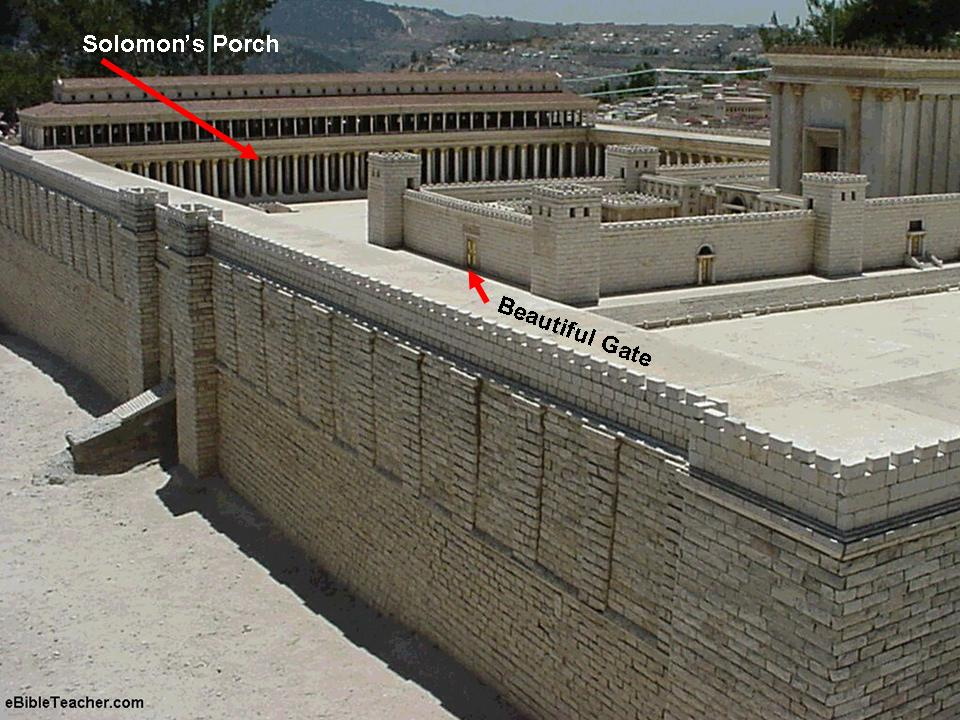 Solomon’s Porch
Beautiful Gate
eBibleTeacher.com